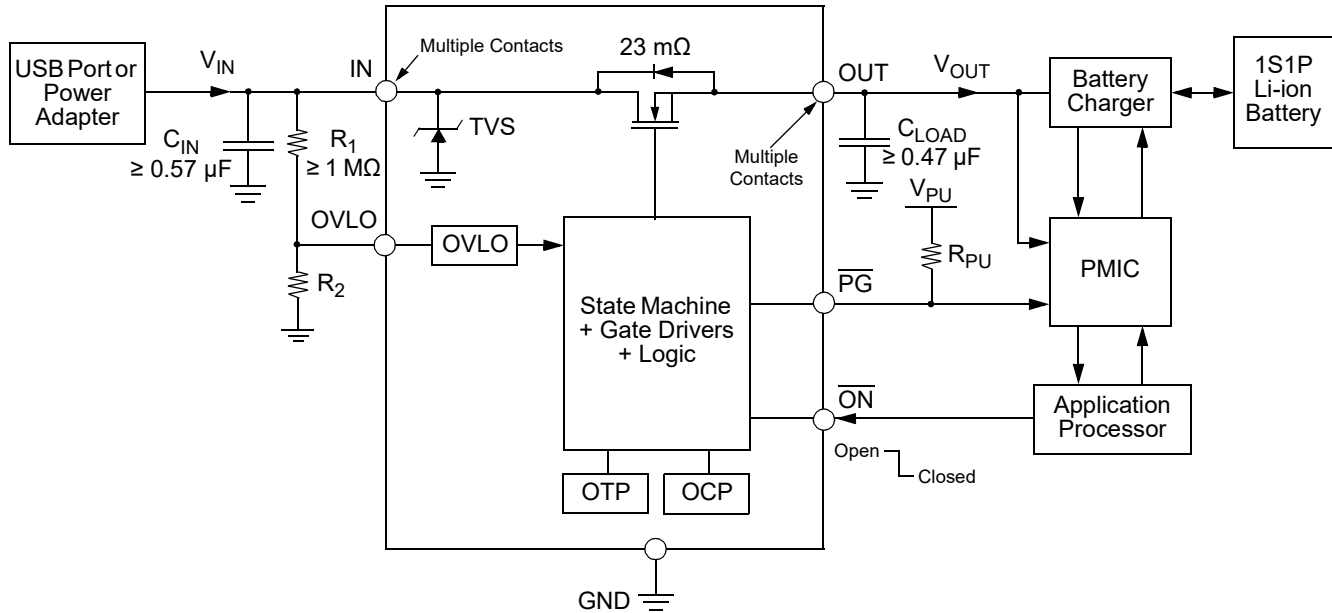 USB Port or
Power
Adapter
V_IN
IN
Multiple Contacts
23 mΩ
OUT
V_OUT
Battery
Charger
1S1P
Li-ion
Battery
C_IN
≥ 0.57 µF
R_1
≥ 1 MΩ
TVS
Multiple
Contacts
C_LOAD
≥ 0.47 µF
V_PU
R_PU
OVLO
OVLO
R_2
State Machine
+ Gate Drivers
+ Logic
P̅G̅
PMIC
O̅N̅
Application
Processor
Open
Closed
OTP
OCP
GND